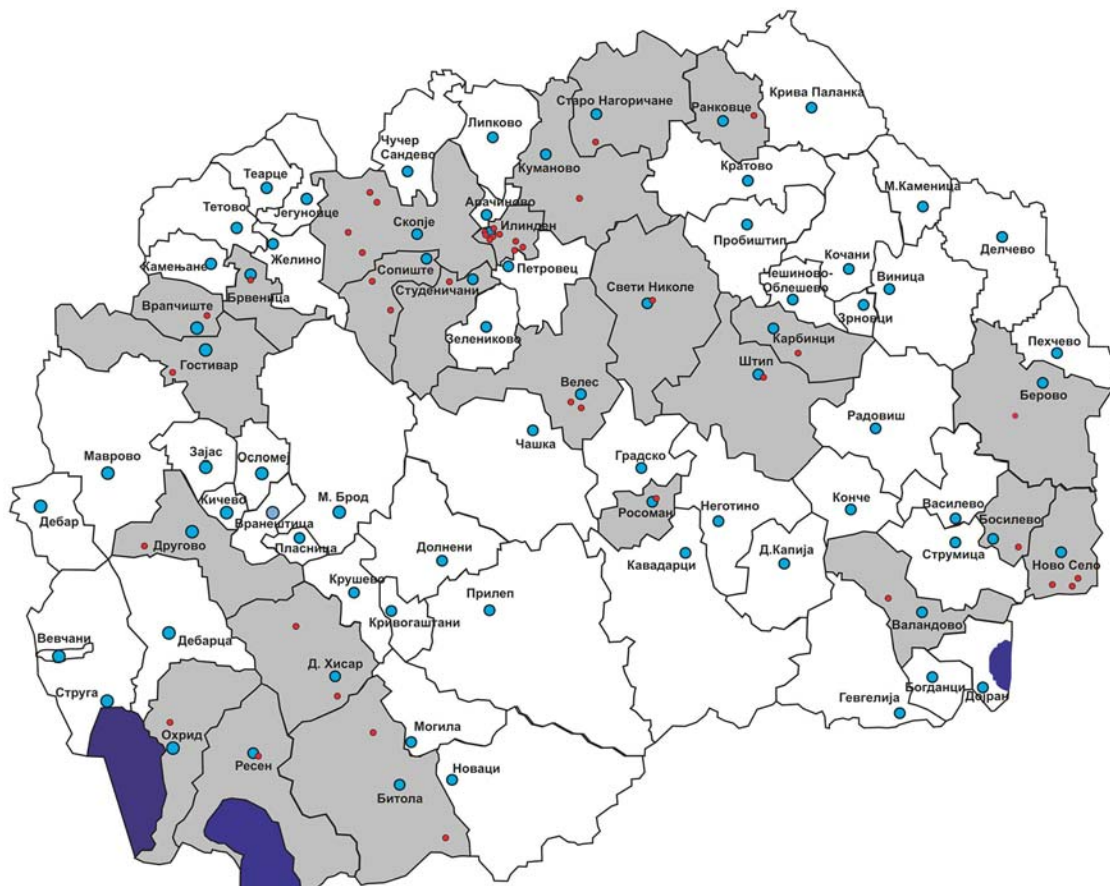 Старо Нагоричане
Ранковце
Крива Паланка
Липково
Чучер
Сандево
Куманово
Кратово
Теарце
М.Каменица
Јегуновце
Арачиново
Тетово
Скопје
Илинден
Пробиштип
Делчево
Желино
Кочани
Камењане
Сопиште
Петровец
Чешиново-
Облешево
Виница
Брвеница
Студеничани
Свети Николе
Врапчиште
Зрновци
Зелениково
Карбинци
Пехчево
Гостивар
Штип
Берово
Велес
Радовиш
Чашка
Зајас
Осломеј
Градско
Маврово
Кичево
М. Брод
Неготино
Конче
Василево
Дебар
Вранештица
Росоман
Босилево
Другово
Пласница
Долнени
Д.Капија
Струмица
Кавадарци
Ново Село
Крушево
Прилеп
Кривогаштани
Валандово
Вевчани
Дебарца
Д. Хисар
Струга
Богданци
Дојран
Гевгелија
Охрид
Могила
Ресен
Новаци
Битола